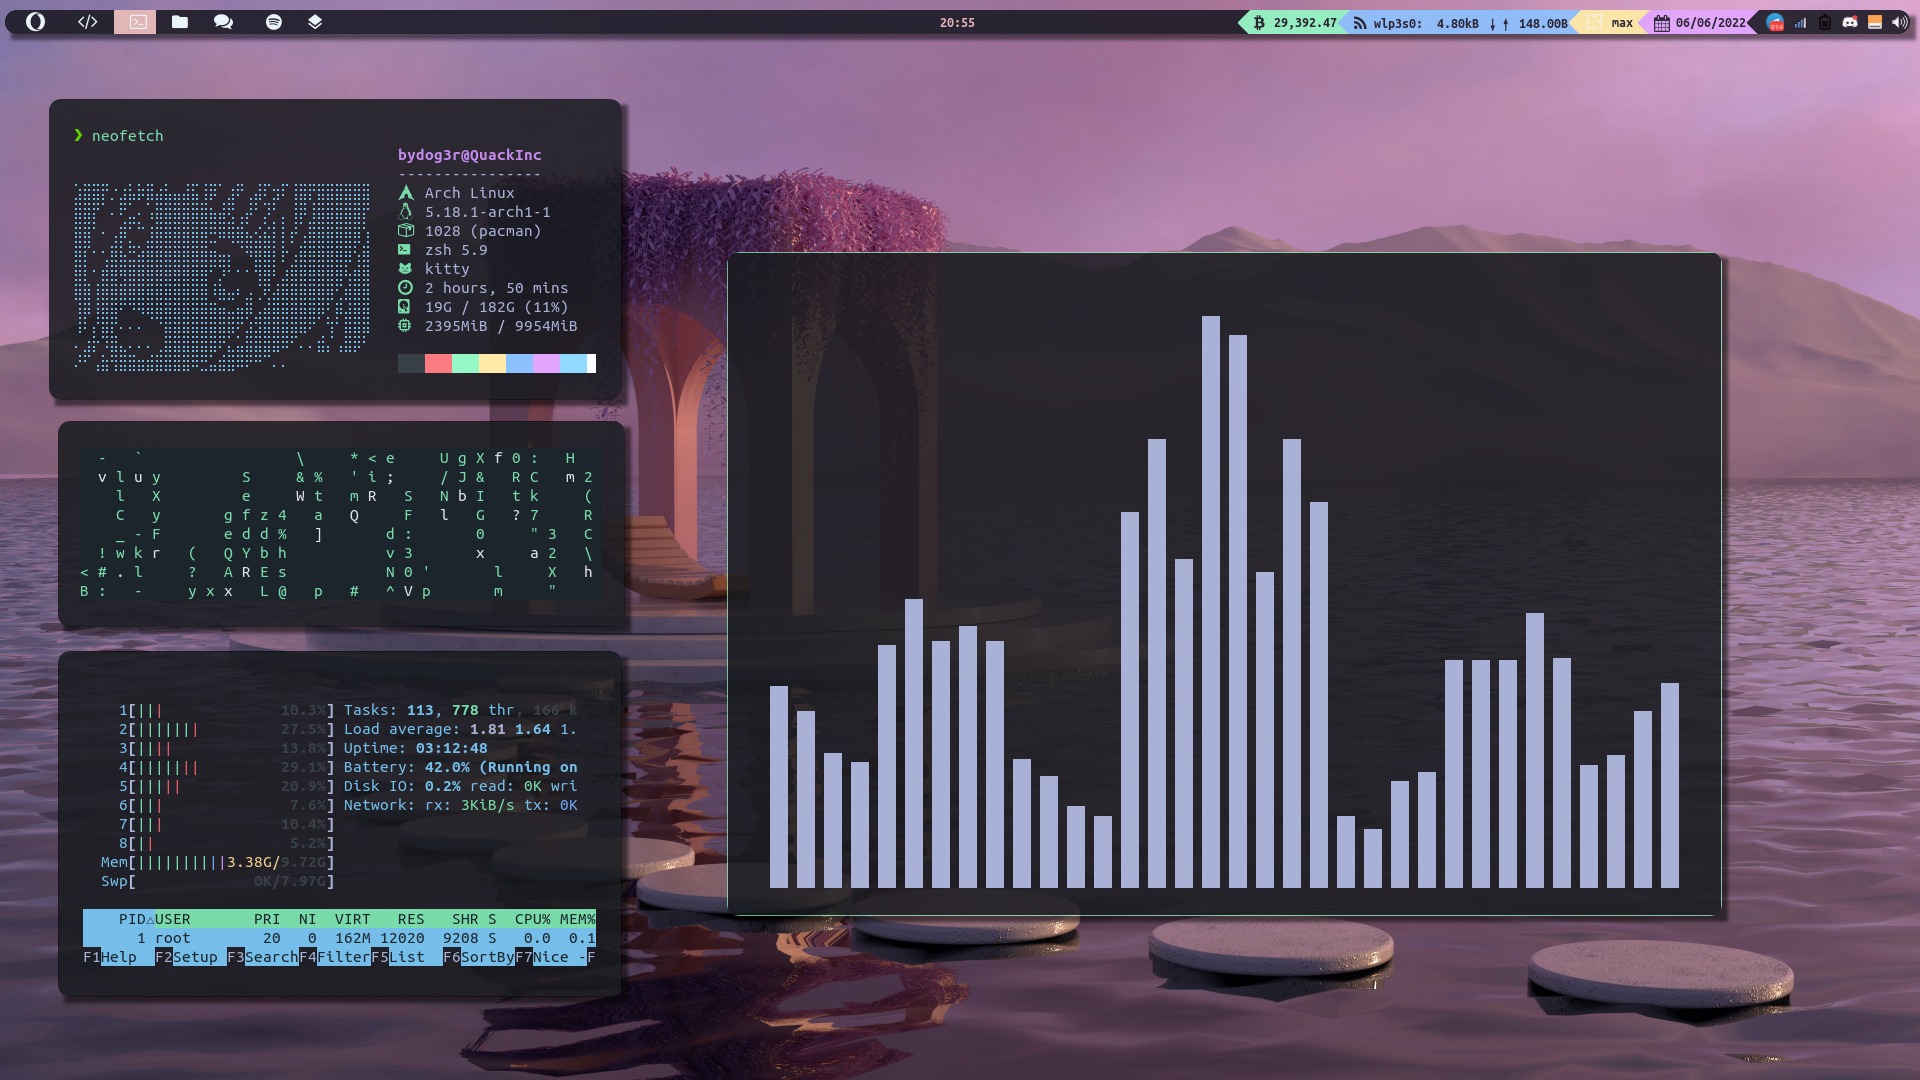 20:55
29,392.47
wlp3s0: 4.80kB ↓ ↑ 148.00B
max
06/06/2022
❯ neofetch
bydog3r@QuackInc
----------------
Arch Linux
5.18.1-arch1-1
1028 (pacman)
zsh 5.9
kitty
2 hours, 50 mins
19G / 182G (11%)
2395MiB / 9954MiB
- ` \ * < e U g X f 0 : H
v l u y S & % ' i ; / J & R C m 2
l X e W t m R S N b I t k (
C y g f z 4 a Q F l G ? 7 R
_ - F e d d % ] d : 0 " 3 C
! w k r ( Q Y b h v 3 x a 2 \
< # . l ? A R E s N 0 ' l X h
B : - y x x L @ p # ^ V p m "
1[||| 10.3%] Tasks: 113, 778 thr, 166 k
2[||||||| 27.5%] Load average: 1.81 1.64 1.
3[|||| 13.8%] Uptime: 03:12:48
4[||||||| 29.1%] Battery: 42.0% (Running on
5[||||| 20.9%] Disk IO: 0.2% read: 0K wri
6[||| 7.6%] Network: rx: 3KiB/s tx: 0K
7[||| 10.4%]
8[|| 5.2%]
Mem[||||||||||3.38G/9.72G]
Swp[ 0K/7.97G]
PID△USER PRI NI VIRT RES SHR S CPU% MEM%
1 root 20 0 162M 12020 9208 S 0.0 0.1
F1Help F2Setup F3SearchF4FilterF5List F6SortByF7Nice -F